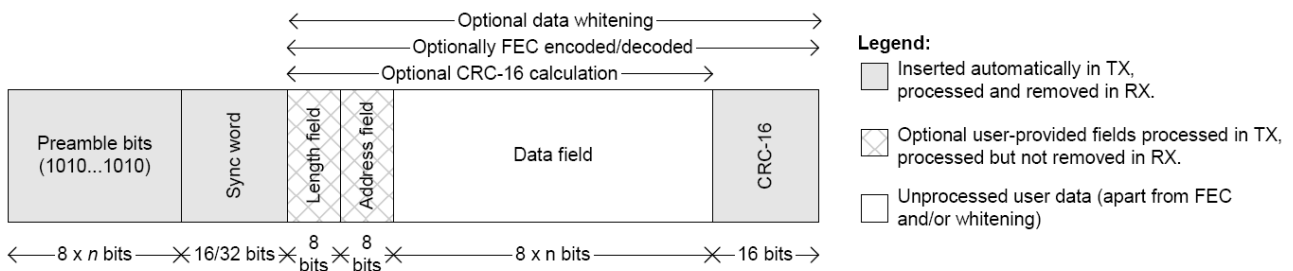 Optional data whitening
Optionally FEC encoded/decoded
Optional CRC-16 calculation
Preamble bits
(1010...1010)
Sync word
Length field
Address field
Data field
CRC-16
8 x n bits
16/32 bits
8
bits
8
bits
8 x n bits
16 bits
Legend:
Inserted automatically in TX,
processed and removed in RX.
Optional user-provided fields processed in TX,
processed but not removed in RX.
Unprocessed user data (apart from FEC
and/or whitening)